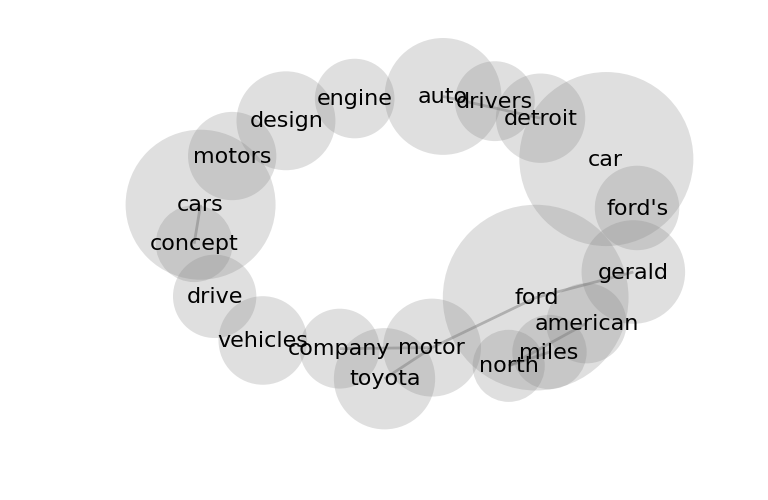 engine
auto
drivers
design
detroit
motors
car
cars
ford's
concept
gerald
drive
ford
american
vehicles
company
motor
miles
north
toyota